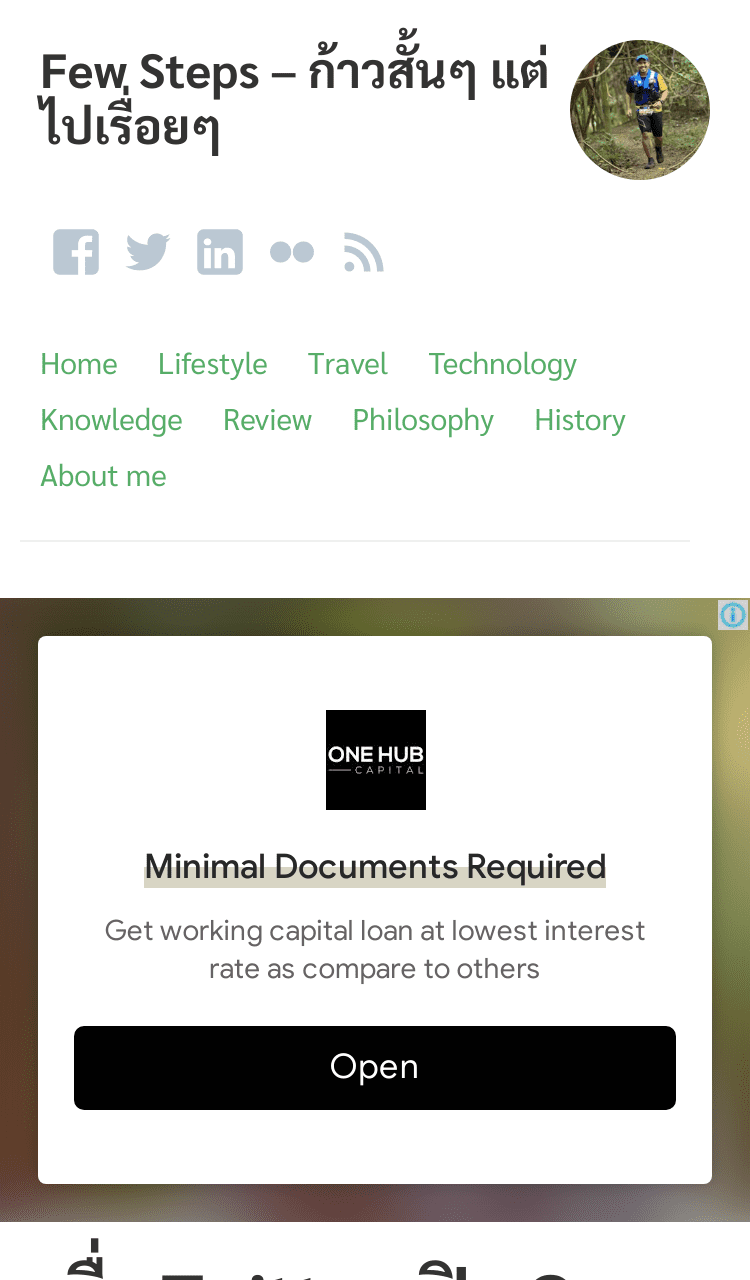 Few Steps – ก้าวสั้นๆ แต่
ไปเรื่อยๆ
Home Lifestyle Travel Technology
Knowledge Review Philosophy History
About me
ONE HUB
CAPITAL
Minimal Documents Required
Get working capital loan at lowest interest
rate as compare to others
Open